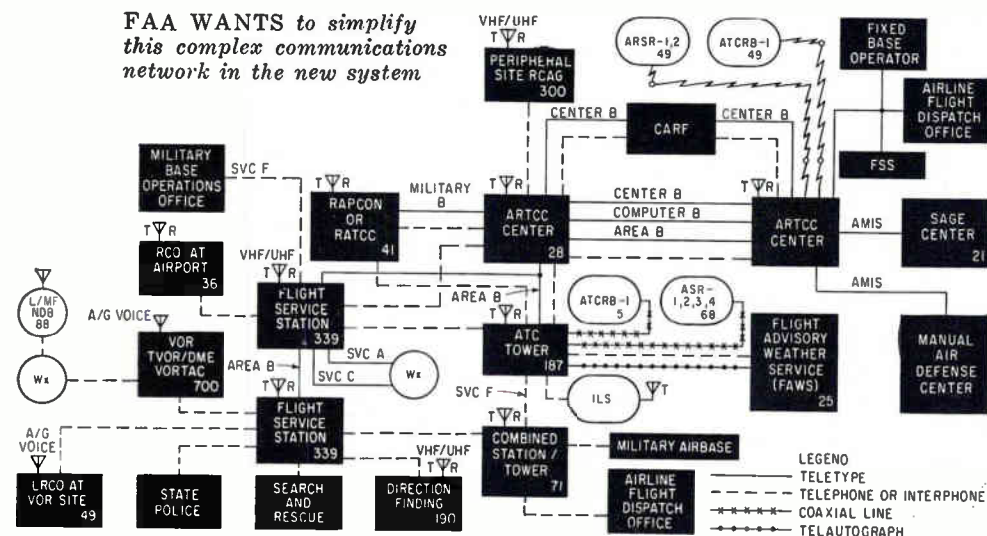 FAA WANTS to simplify
this complex communications
network in the new system
VHF/UHF
T R
PERIPHERAL
SITE RCAG
300
ARSR-1,2
49
ATCRB-1
49
FIXED
BASE
OPERATOR
AIRLINE
FLIGHT
DISPATCH
OFFICE
FSS
CENTER B
CARF
CENTER B
MILITARY
BASE
OPERATIONS
OFFICE
SVC F
T R
RAPCON
OR
RATCC
41
MILITARY
B
T R
ARTCC
CENTER
28
CENTER B
COMPUTER B
AREA B
T R
ARTCC
CENTER
AMIS
SAGE
CENTER
21
AMIS
MANUAL
AIR
DEFENSE
CENTER
T R
RCO AT
AIRPORT
36
VHF/UHF
T R
FLIGHT
SERVICE
STATION
339
AREA B
T R
ATC
TOWER
187
ATCRB-1
5
ASR-
1,2,3,4
68
FLIGHT
ADVISORY
WEATHER
SERVICE
(FAWS)
25
L/MF
NDB
88
A/G VOICE
Wx
VOR
TVOR/DME
VORTAC
700
AREA B
SVC A
SVC C
Wx
SVC F
ILS
T
T R
FLIGHT
SERVICE
STATION
339
T R
COMBINED
STATION/
TOWER
71
MILITARY AIRBASE
AIRLINE
FLIGHT
DISPATCH
OFFICE
A/G
VOICE
LRCO AT
VOR SITE
49
STATE
POLICE
SEARCH
AND
RESCUE
VHF/UHF
T R
DIRECTION
FINDING
190
LEGEND
TELETYPE
TELEPHONE OR INTERPHONE
COAXIAL LINE
TELAUTOGRAPH